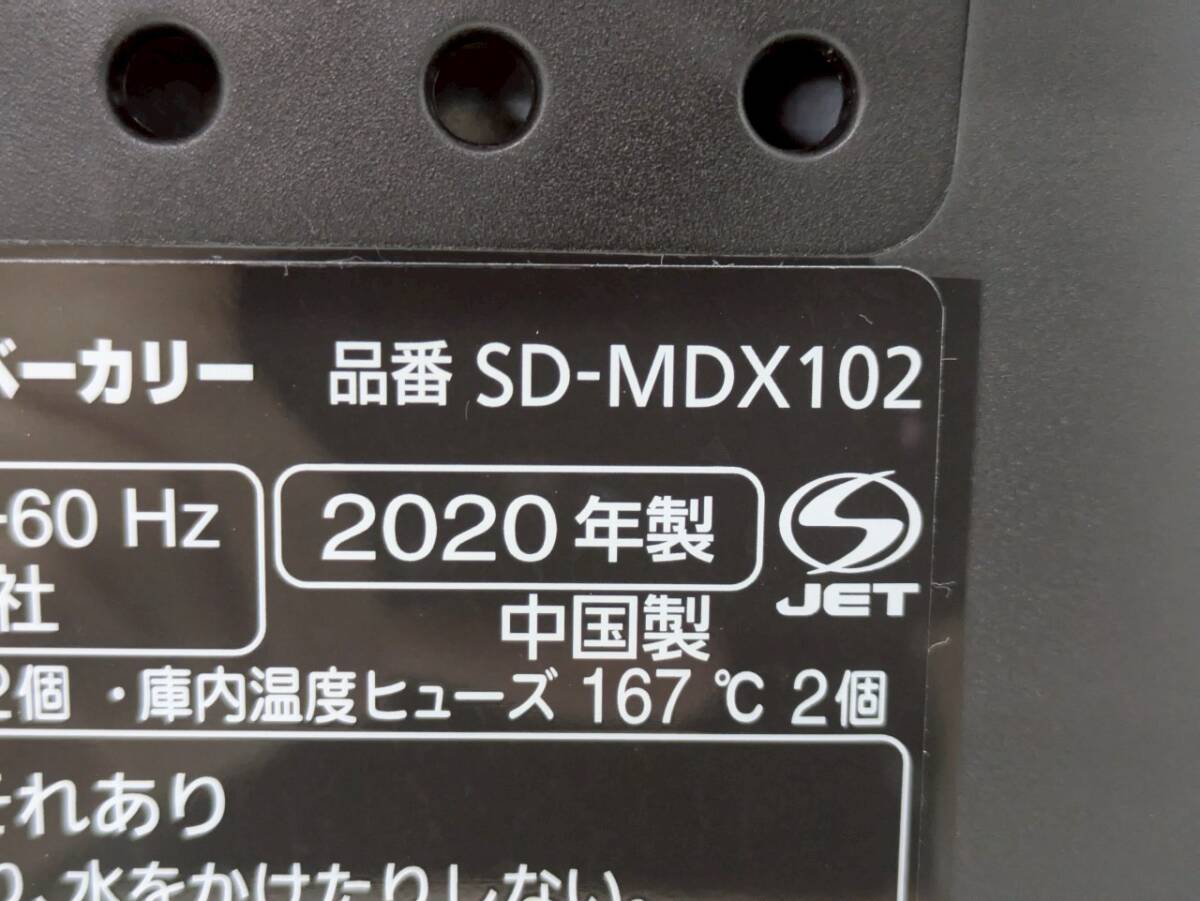 ベーカリー 品番 SD-MDX102
-60 Hz 2020 年製
社 中国製
JET
2個 ・庫内温度ヒューズ 167 ℃ 2個
それあり
り、水をかけたりしない。